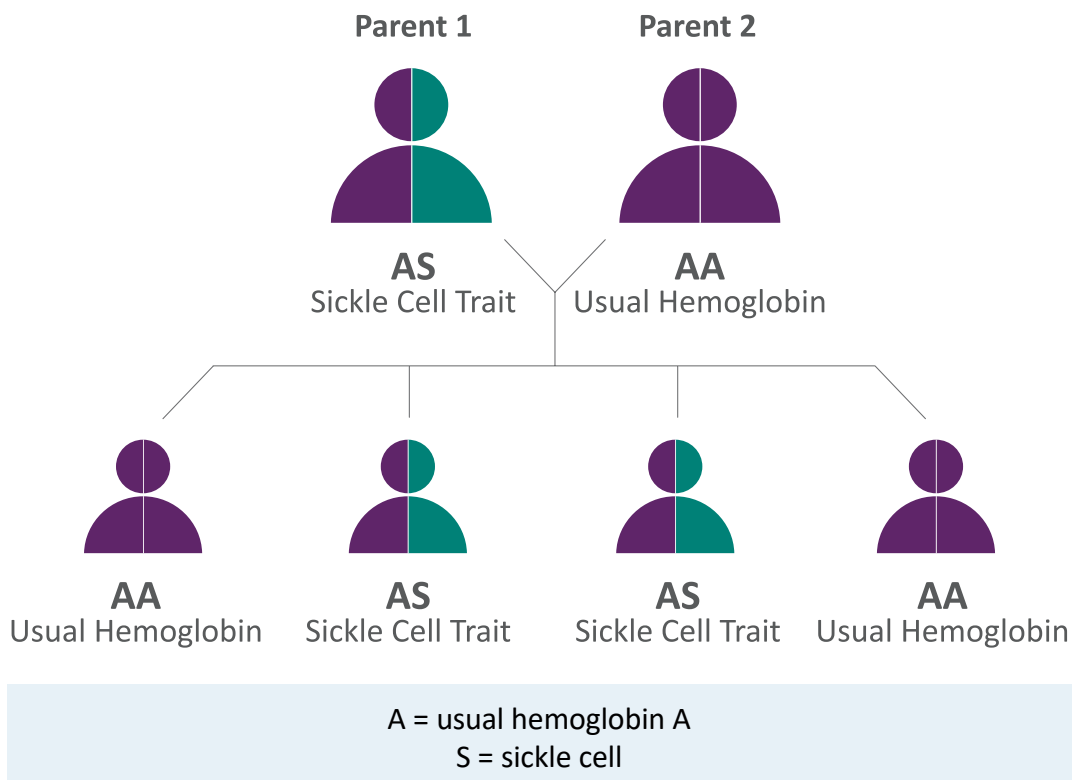 Parent 1
Parent 2
AS
Sickle Cell Trait
AA
Usual Hemoglobin
AA
Usual Hemoglobin
AS
Sickle Cell Trait
AS
Sickle Cell Trait
AA
Usual Hemoglobin
A = usual hemoglobin A
S = sickle cell